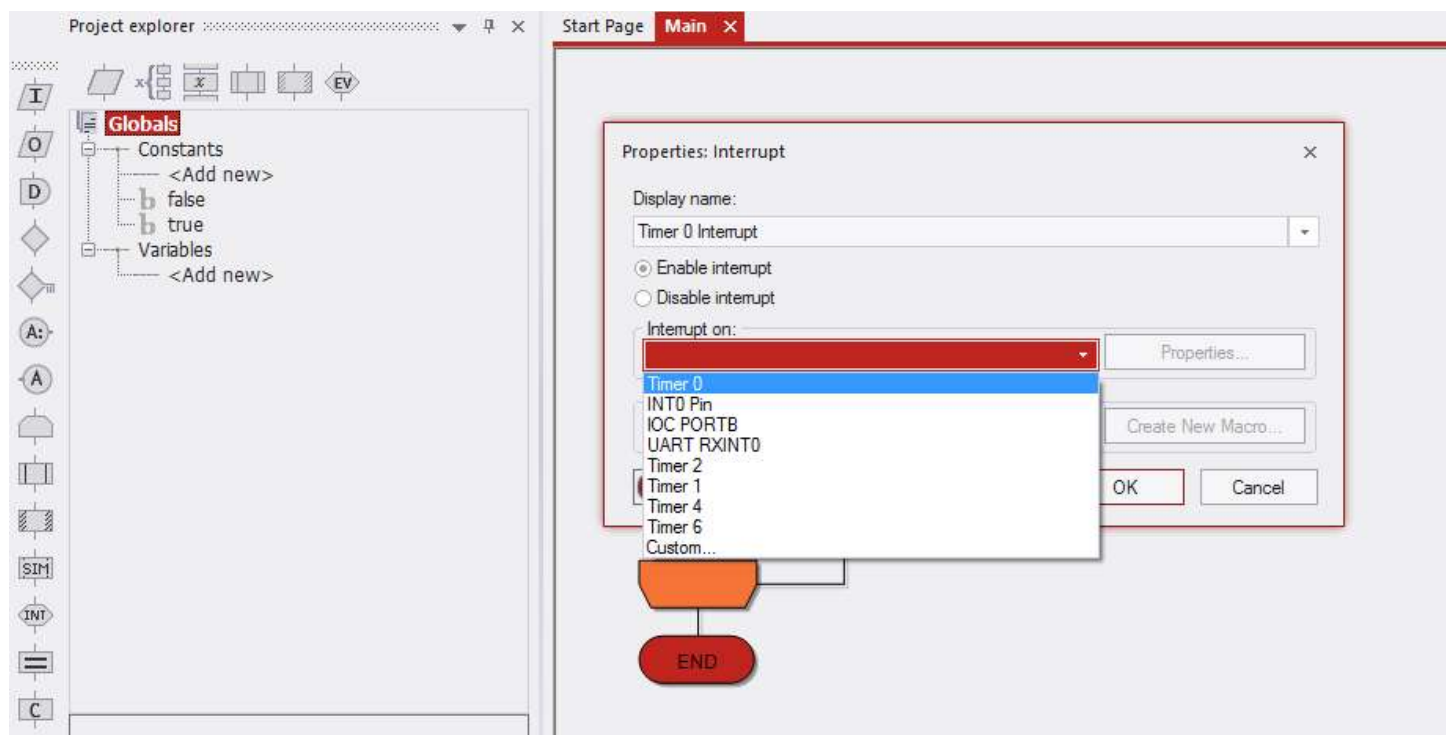 Project explorer
Start Page Main
I
x
x
EV
O
Globals
Constants
<Add new>
D
false
true
Variables
<Add new>
A:
A
SIM
INT
C
Properties: Interrupt
Display name:
Timer 0 Interrupt
Enable interrupt
Disable interrupt
Interrupt on:
Properties...
Timer 0
INT0 Pin
IOC PORTB
Create New Macro...
UART RXINT0
Timer 2
Timer 1
OK Cancel
Timer 4
Timer 6
Custom...
END